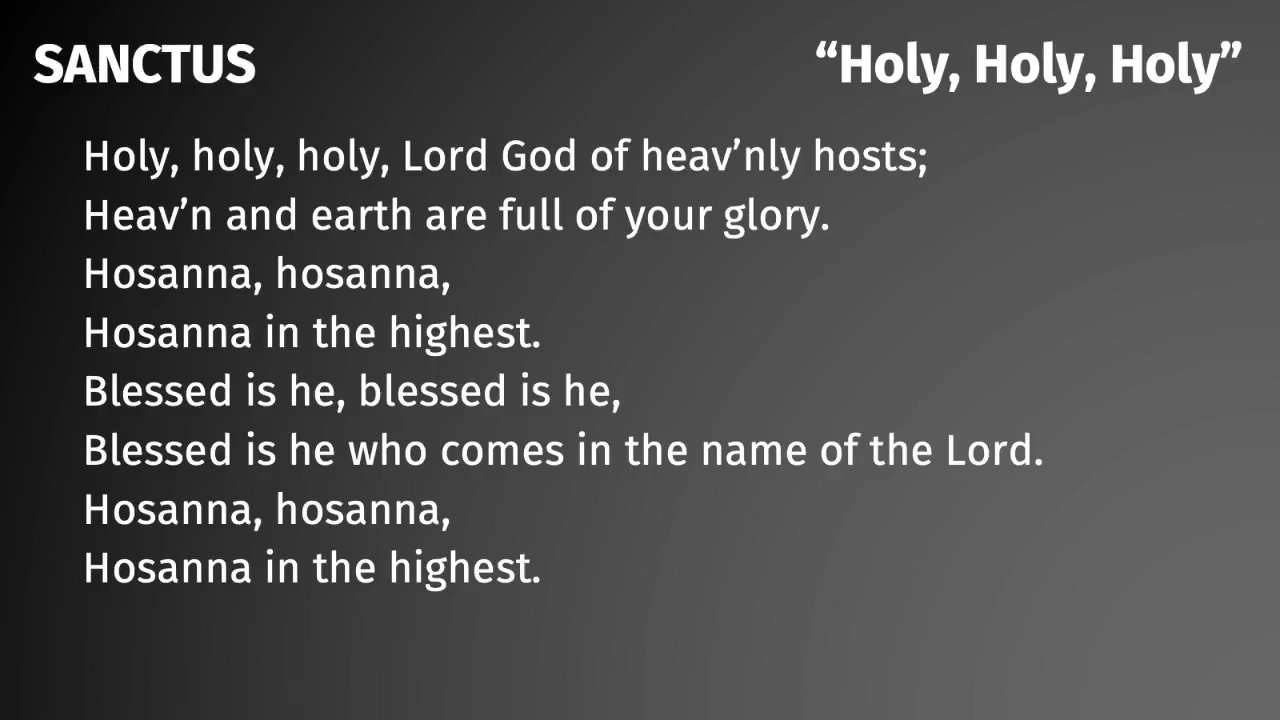 SANCTUS “Holy, Holy, Holy”
Holy, holy, holy, Lord God of heav’nly hosts;
Heav’n and earth are full of your glory.
Hosanna, hosanna,
Hosanna in the highest.
Blessed is he, blessed is he,
Blessed is he who comes in the name of the Lord.
Hosanna, hosanna,
Hosanna in the highest.